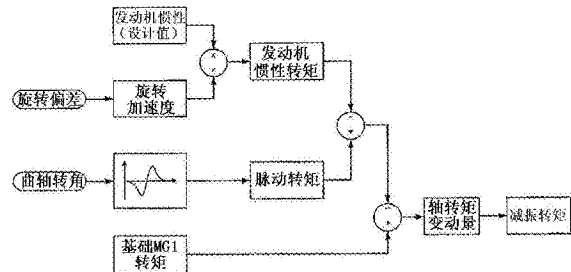 发动机惯性
（设计值）
旋转偏差
旋转
加速度
发动机
惯性转矩
曲轴转角
脉动转矩
基础MG1
转矩
轴转矩
变动量
减振转矩